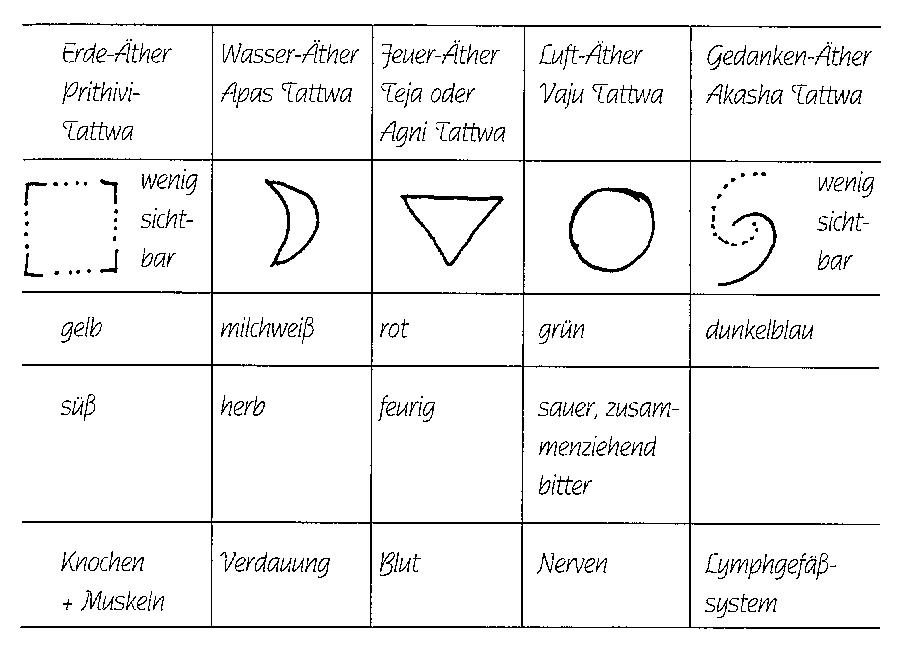 Erde-Äther
Prithivi-
Tattwa
Wasser-Äther
Apas Tattwa
Feuer-Äther
Teja oder
Agni Tattwa
Luft-Äther
Vaju Tattwa
Gedanken-Äther
Akasha Tattwa
wenig
sicht-
bar
wenig
sicht-
bar
gelb
milchweiß
rot
grün
dunkelblau
süß
herb
feurig
sauer, zusam-
menziehend
bitter
Knochen
+ Muskeln
Verdauung
Blut
Nerven
Lymphgefäß-
system